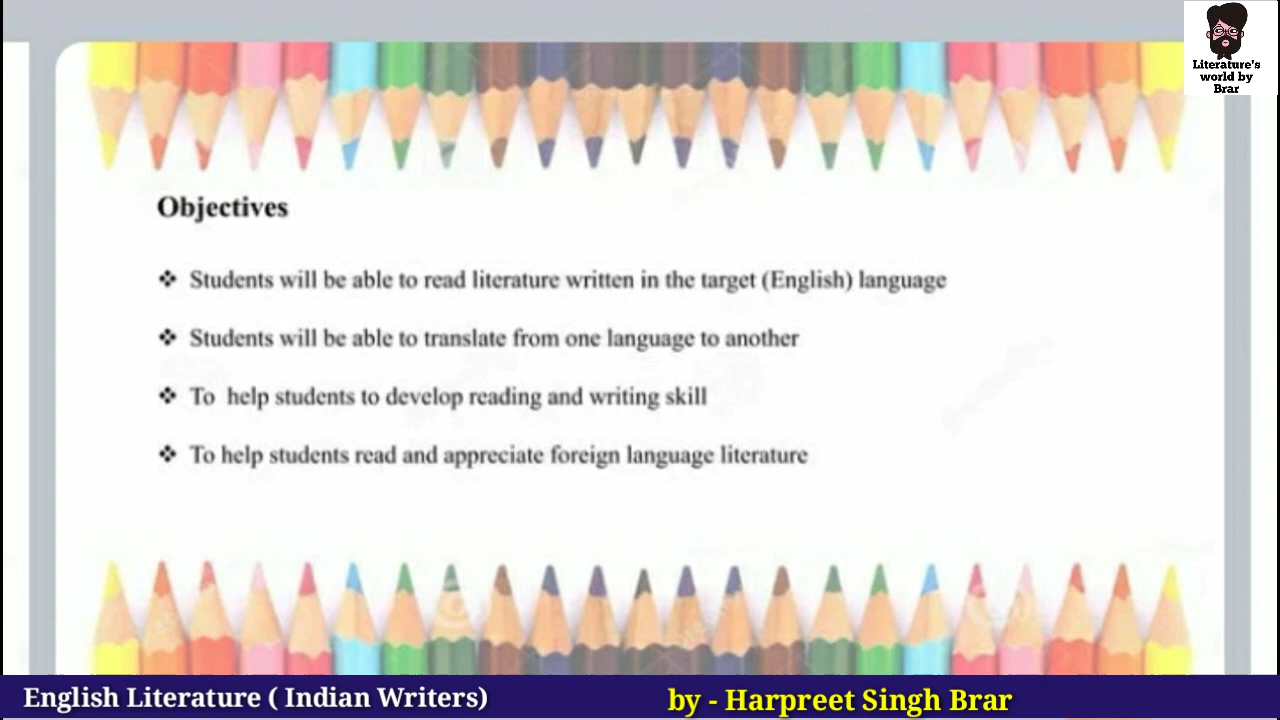 Literature's
world by
Brar
Objectives
❖ Students will be able to read literature written in the target (English) language
❖ Students will be able to translate from one language to another
❖ To  help students to develop reading and writing skill
❖ To help students read and appreciate foreign language literature
English Literature ( Indian Writers)
by - Harpreet Singh Brar